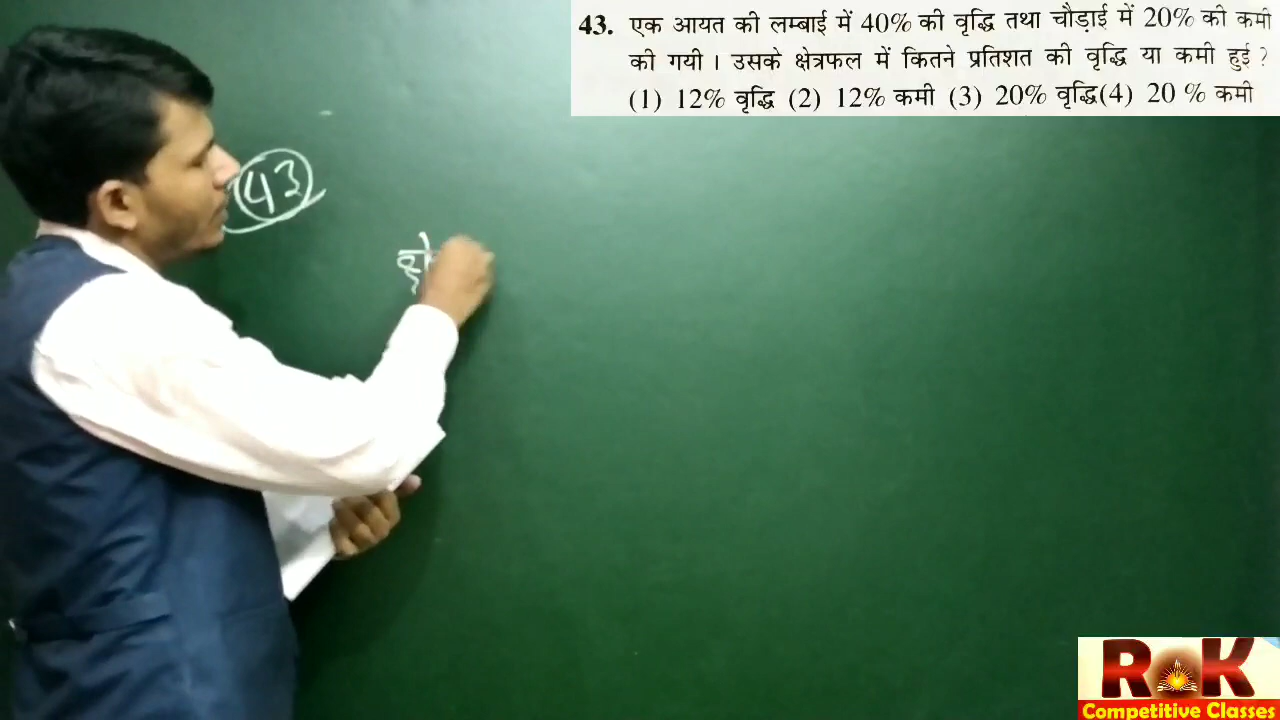 43. एक आयत की लम्बाई में 40% की वृद्धि तथा चौड़ाई में 20% की कमी
की गयी । उसके क्षेत्रफल में कितने प्रतिशत की वृद्धि या कमी हुई ?
(1) 12% वृद्धि (2) 12% कमी (3) 20% वृद्धि(4) 20 % कमी
43
R K
Competitive Classes